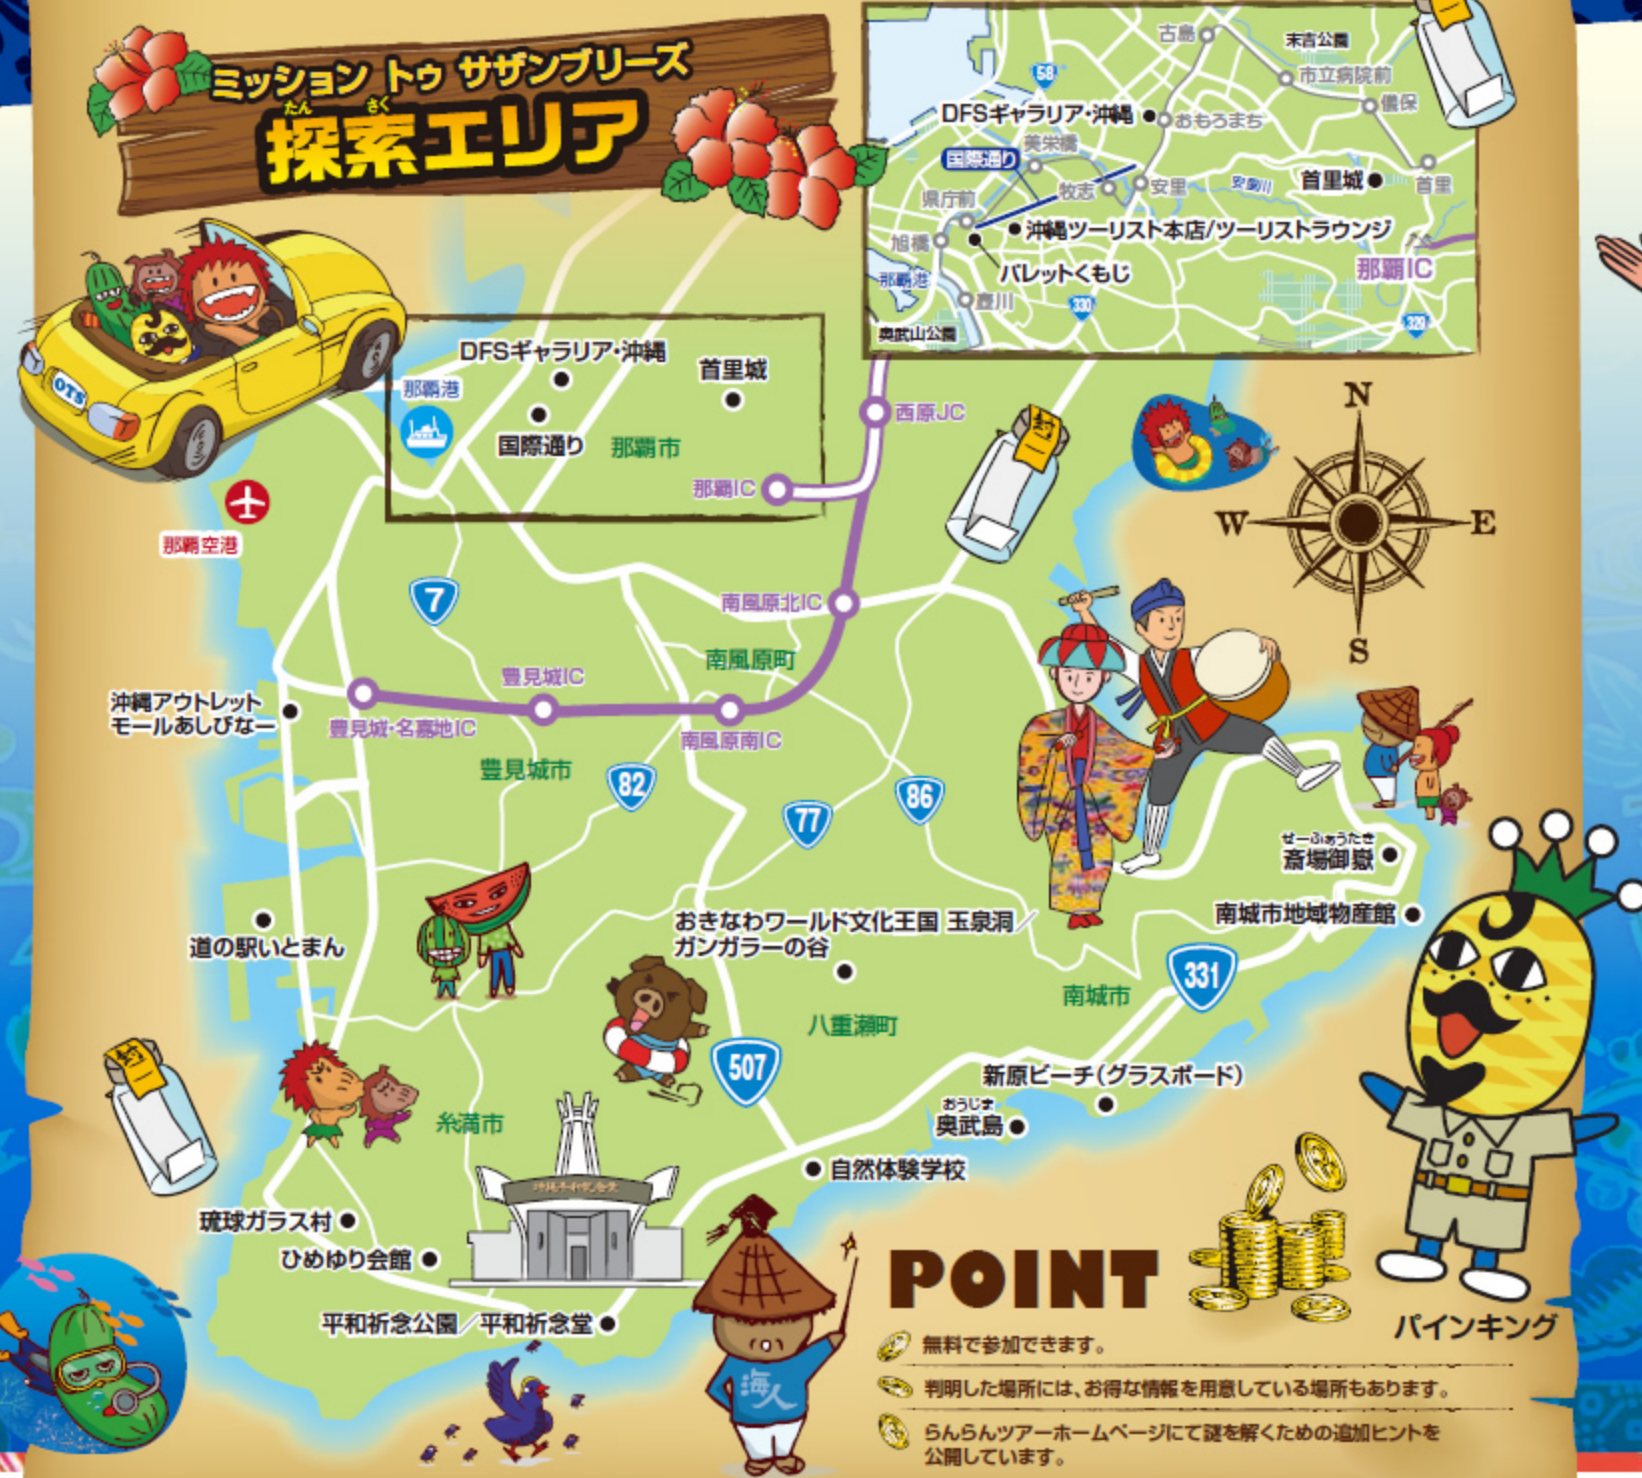 ミッション トゥ サザンブリーズ
たん さく
探索エリア
古島
末吉公園
58
市立病院前
儀保
DFSギャラリア・沖縄
おもろまち
美栄橋
国際通り
牧志
安里
安里川
首里城
首里
県庁前
沖縄ツーリスト本店/ツーリストラウンジ
旭橋
那覇IC
パレットくもじ
那覇港
壺川
330
329
奥武山公園
OTS
DFSギャラリア・沖縄
首里城
那覇港
国際通り
那覇市
那覇IC
西原JC
封
N
W
E
S
那覇空港
7
南風原北IC
南風原町
豊見城IC
沖縄アウトレット
モールあしびなー
豊見城・名嘉地IC
南風原南IC
豊見城市
82
77
86
せーふぁうたき
斎場御嶽
南城市地域物産館
おきなわワールド文化王国 玉泉洞/
ガンガラーの谷
道の駅いとまん
331
南城市
八重瀬町
507
新原ビーチ(グラスボード)
おうじま
奥武島
封
糸満市
自然体験学校
沖縄平和祈念堂
琉球ガラス村
ひめゆり会館
平和祈念公園/平和祈念堂
海人
POINT
パインキング
無料で参加できます。
判明した場所には、お得な情報を用意している場所もあります。
らんらんツアーホームページにて謎を解くための追加ヒントを
公開しています。